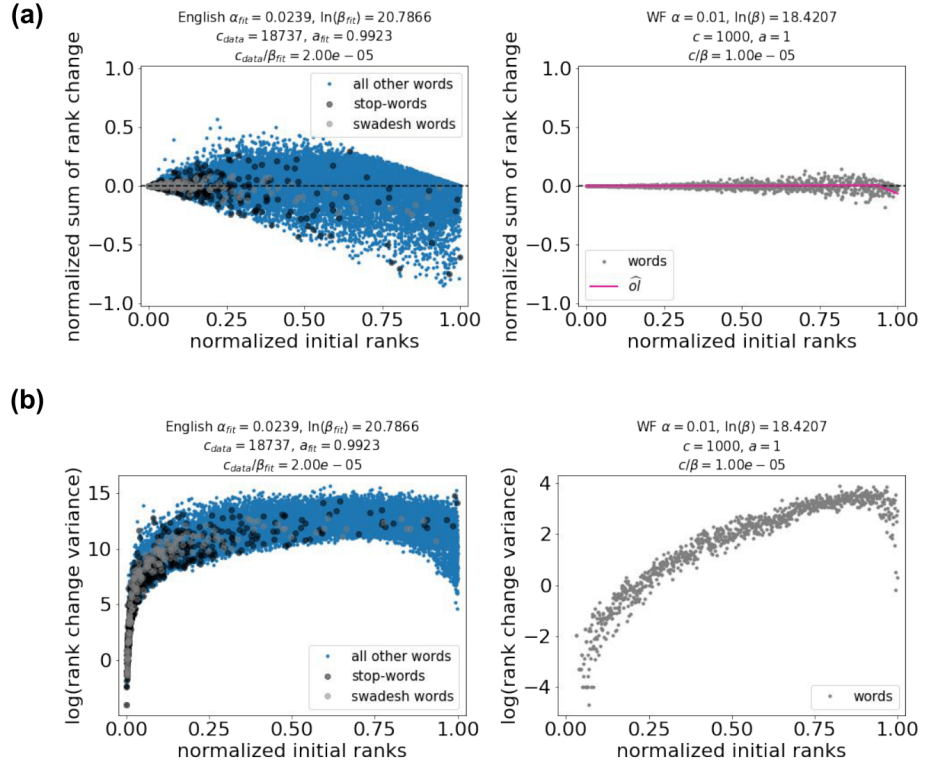 (a)
English α_fit = 0.0239, ln(β_fit) = 20.7866
c_data = 18737, a_fit = 0.9923
c_data/β_fit = 2.00e − 05
normalized sum of rank change
1.0
0.5
0.0
−0.5
−1.0
all other words
stop-words
swadesh words
0.00 0.25 0.50 0.75 1.00
normalized initial ranks
WF α = 0.01, ln(β) = 18.4207
c = 1000, a = 1
c/β = 1.00e − 05
normalized sum of rank change
1.0
0.5
0.0
−0.5
−1.0
words
o͡l
0.00 0.25 0.50 0.75 1.00
normalized initial ranks
(b)
English α_fit = 0.0239, ln(β_fit) = 20.7866
c_data = 18737, a_fit = 0.9923
c_data/β_fit = 2.00e − 05
log(rank change variance)
15
10
5
0
all other words
stop-words
swadesh words
0.00 0.25 0.50 0.75 1.00
normalized initial ranks
WF α = 0.01, ln(β) = 18.4207
c = 1000, a = 1
c/β = 1.00e − 05
log(rank change variance)
4
2
0
−2
−4
words
0.00 0.25 0.50 0.75 1.00
normalized initial ranks